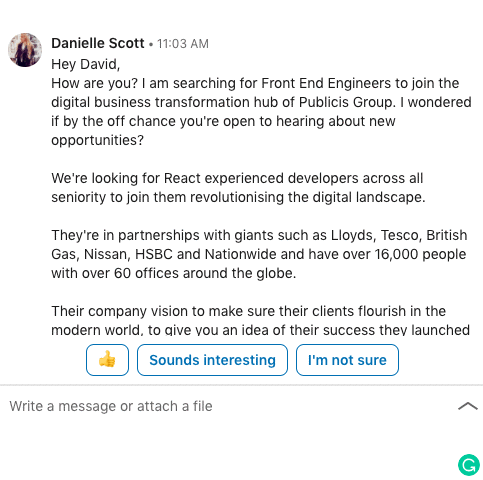 Danielle Scott • 11:03 AM
Hey David,
How are you? I am searching for Front End Engineers to join the
digital business transformation hub of Publicis Group. I wondered
if by the off chance you're open to hearing about new
opportunities?
We're looking for React experienced developers across all
seniority to join them revolutionising the digital landscape.
They're in partnerships with giants such as Lloyds, Tesco, British
Gas, Nissan, HSBC and Nationwide and have over 16,000 people
with over 60 offices around the globe.
Their company vision to make sure their clients flourish in the
modern world, to give you an idea of their success they launched
👍 Sounds interesting I'm not sure
Write a message or attach a file